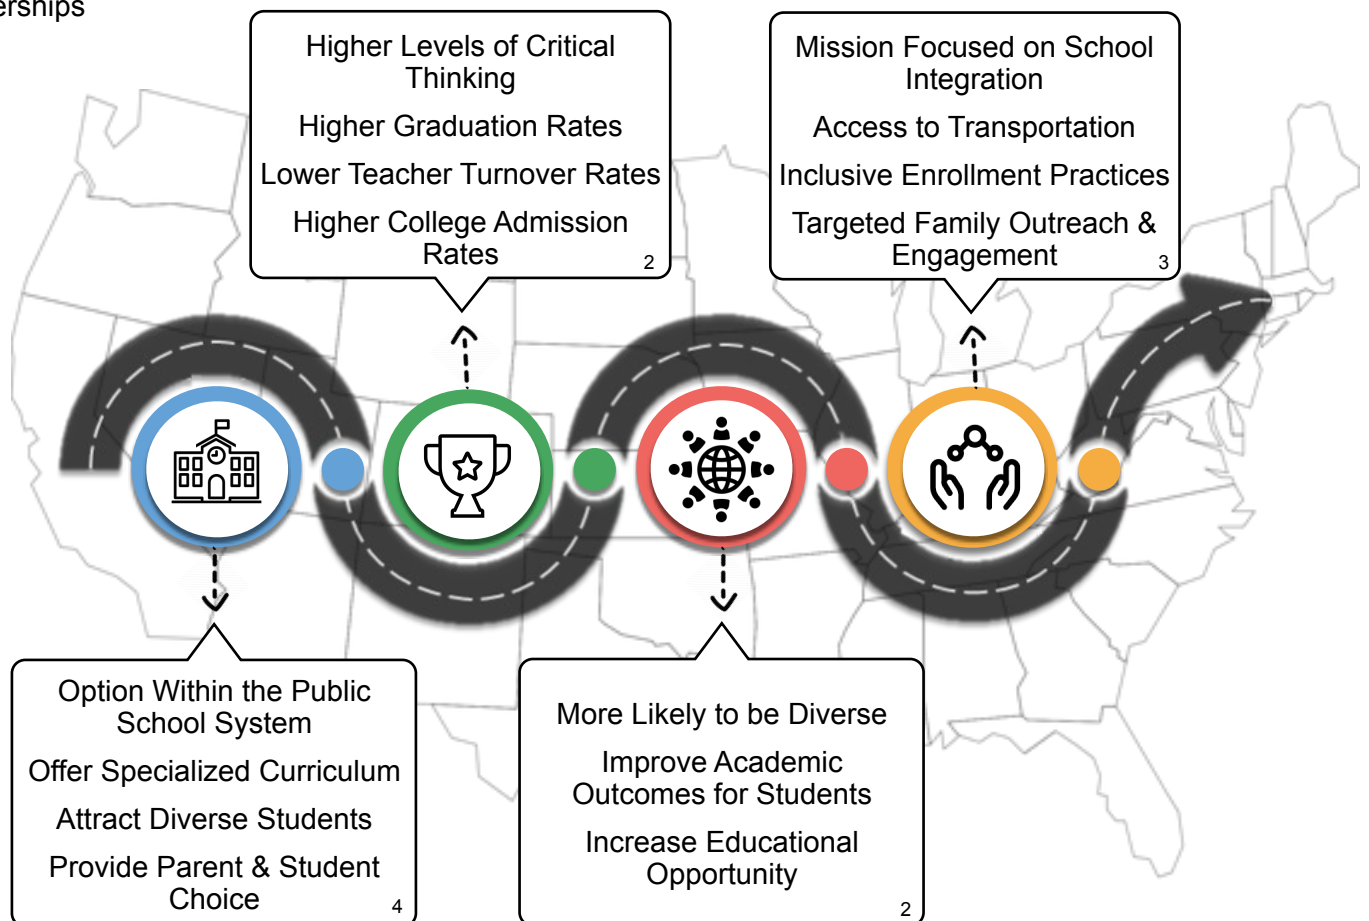 erships
Higher Levels of Critical
Thinking
Higher Graduation Rates
Lower Teacher Turnover Rates
Higher College Admission
Rates
2
Mission Focused on School
Integration
Access to Transportation
Inclusive Enrollment Practices
Targeted Family Outreach &
Engagement
3
Option Within the Public
School System
Offer Specialized Curriculum
Attract Diverse Students
Provide Parent & Student
Choice
4
More Likely to be Diverse
Improve Academic
Outcomes for Students
Increase Educational
Opportunity
2